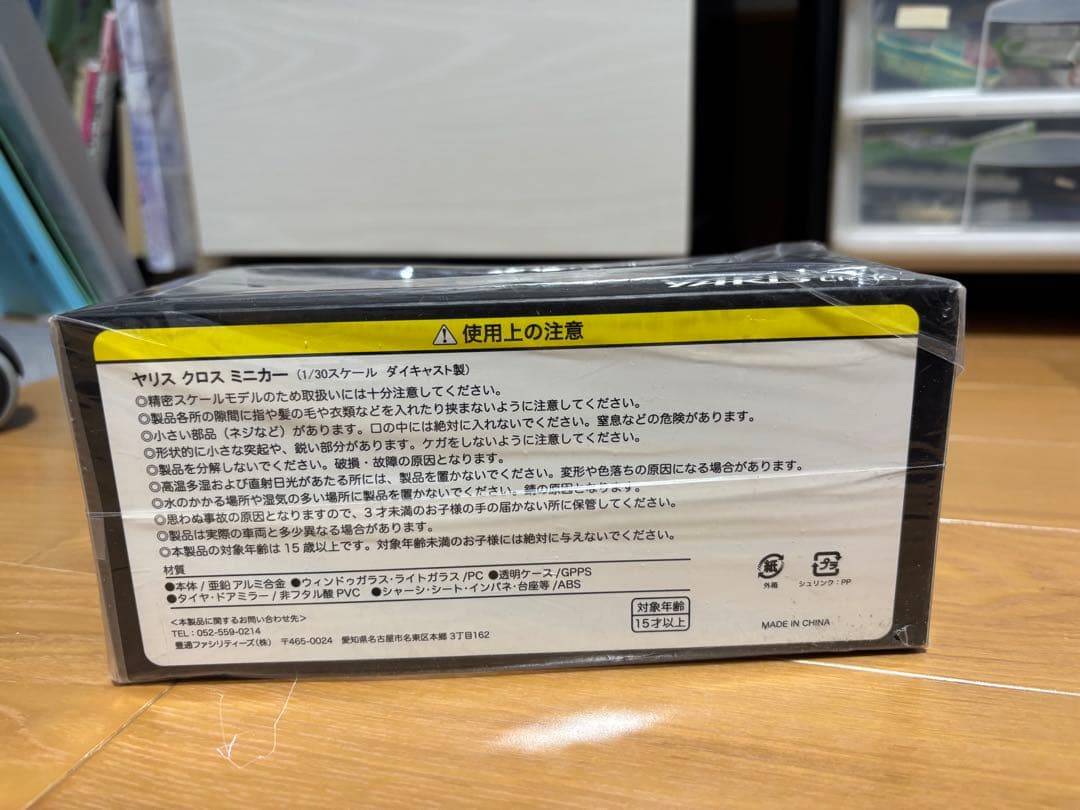 ⚠使用上の注意
ヤリス クロス ミニカー（1/30スケール ダイキャスト製）
◎精密スケールモデルのため取扱いには十分注意してください。
◎製品各所の隙間に指や髪の毛や衣類などを入れたり挟まないように注意してください。
◎小さい部品（ネジなど）があります。口の中には絶対に入れないでください。窒息などの危険があります。
◎形状的に小さな突起や、鋭い部分があります。ケガをしないように注意してください。
◎製品を分解しないでください。破損・故障の原因となります。
◎高温多湿および直射日光があたる所には、製品を置かないでください。変形や色落ちの原因になる場合があります。
◎水のかかる場所や湿気の多い場所に製品を置かないでください。錆の原因となります。
◎思わぬ事故の原因となりますので、3才未満のお子様の手の届かない所に保管してください。
◎製品は実際の車両と多少異なる場合があります。
◎本製品の対象年齢は15歳以上です。対象年齢未満のお子様には絶対に与えないでください。
材質
●本体/亜鉛アルミ合金 ●ウィンドゥガラス・ライトガラス/PC ●透明ケース/GPPS
●タイヤ・ドアミラー/非フタル酸PVC ●シャーシ・シート・インパネ・台座等/ABS
＜本製品に関するお問い合わせ先＞
TEL：052-559-0214
豊通ファシリティーズ（株） 〒465-0024 愛知県名古屋市名東区本郷3丁目162
対象年齢
15才以上
紙
外箱
プラ
シュリンク：PP
MADE IN CHINA